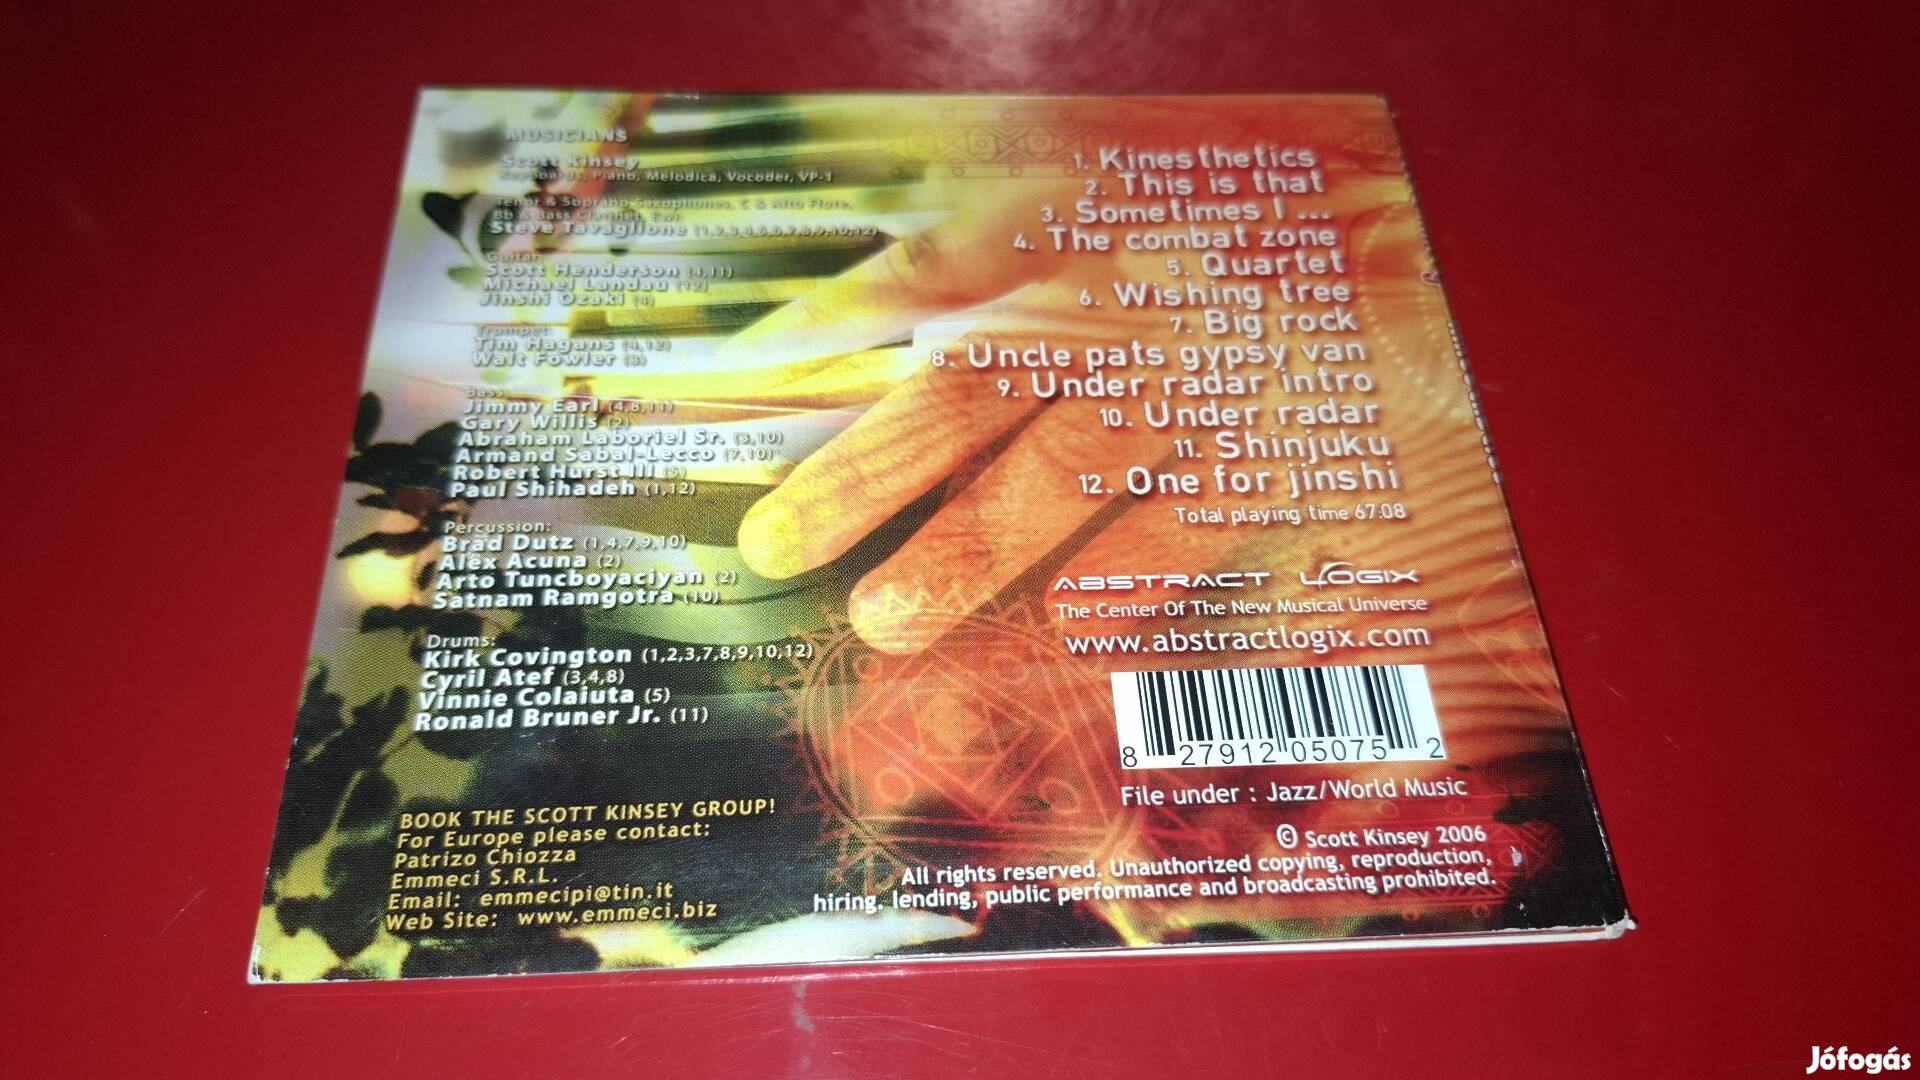 MUSICIANS
Scott Kinsey
Keyboards, Piano, Melodica, Vocoder, VP-1
Tenor & Soprano Saxophones, C & Alto Flute,
Bb & Bass Clarinet, Ewi:
Steve Tavaglione (1,2,3,4,5,6,7,8,9,10,12)
Guitar:
Scott Henderson (4,11)
Michael Landau (12)
Jinshi Ozaki (4)
Trumpet:
Tim Hagans (4,12)
Walt Fowler (3)
Bass:
Jimmy Earl (4,8,11)
Gary Willis (2)
Abraham Laboriel Sr. (3,10)
Armand Sabal-Lecco (7,10)
Robert Hurst III (5)
Paul Shihadeh (1,12)
Percussion:
Brad Dutz (1,4,7,9,10)
Alex Acuna (2)
Arto Tuncboyaciyan (2)
Satnam Ramgotra (10)
Drums:
Kirk Covington (1,2,3,7,8,9,10,12)
Cyril Atef (3,4,8)
Vinnie Colaiuta (5)
Ronald Bruner Jr. (11)
BOOK THE SCOTT KINSEY GROUP!
For Europe please contact:
Patrizo Chiozza
Emmeci S.R.L.
Email: emmecipi@tin.it
Web Site: www.emmeci.biz
1. Kinesthetics
2. This is that
3. Sometimes I ...
4. The combat zone
5. Quartet
6. Wishing tree
7. Big rock
8. Uncle pats gypsy van
9. Under radar intro
10. Under radar
11. Shinjuku
12. One for jinshi
Total playing time 67:08
ABSTRACT LOGIX
The Center Of The New Musical Universe
www.abstractlogix.com
8 27912 05075 2
File under : Jazz/World Music
© Scott Kinsey 2006
All rights reserved. Unauthorized copying, reproduction,
hiring. lending, public performance and broadcasting prohibited.
Jófogás